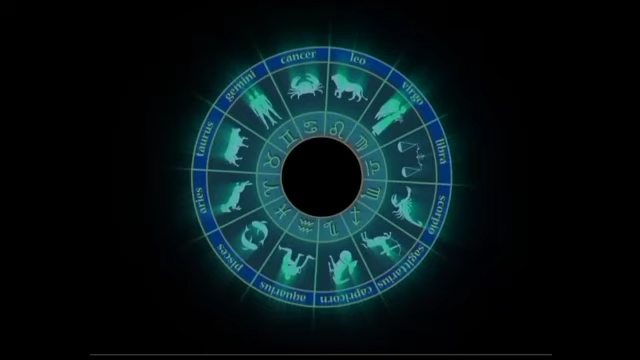 cancer
leo
virgo
libra
scorpio
sagittarius
capricorn
aquarius
pisces
aries
taurus
gemini